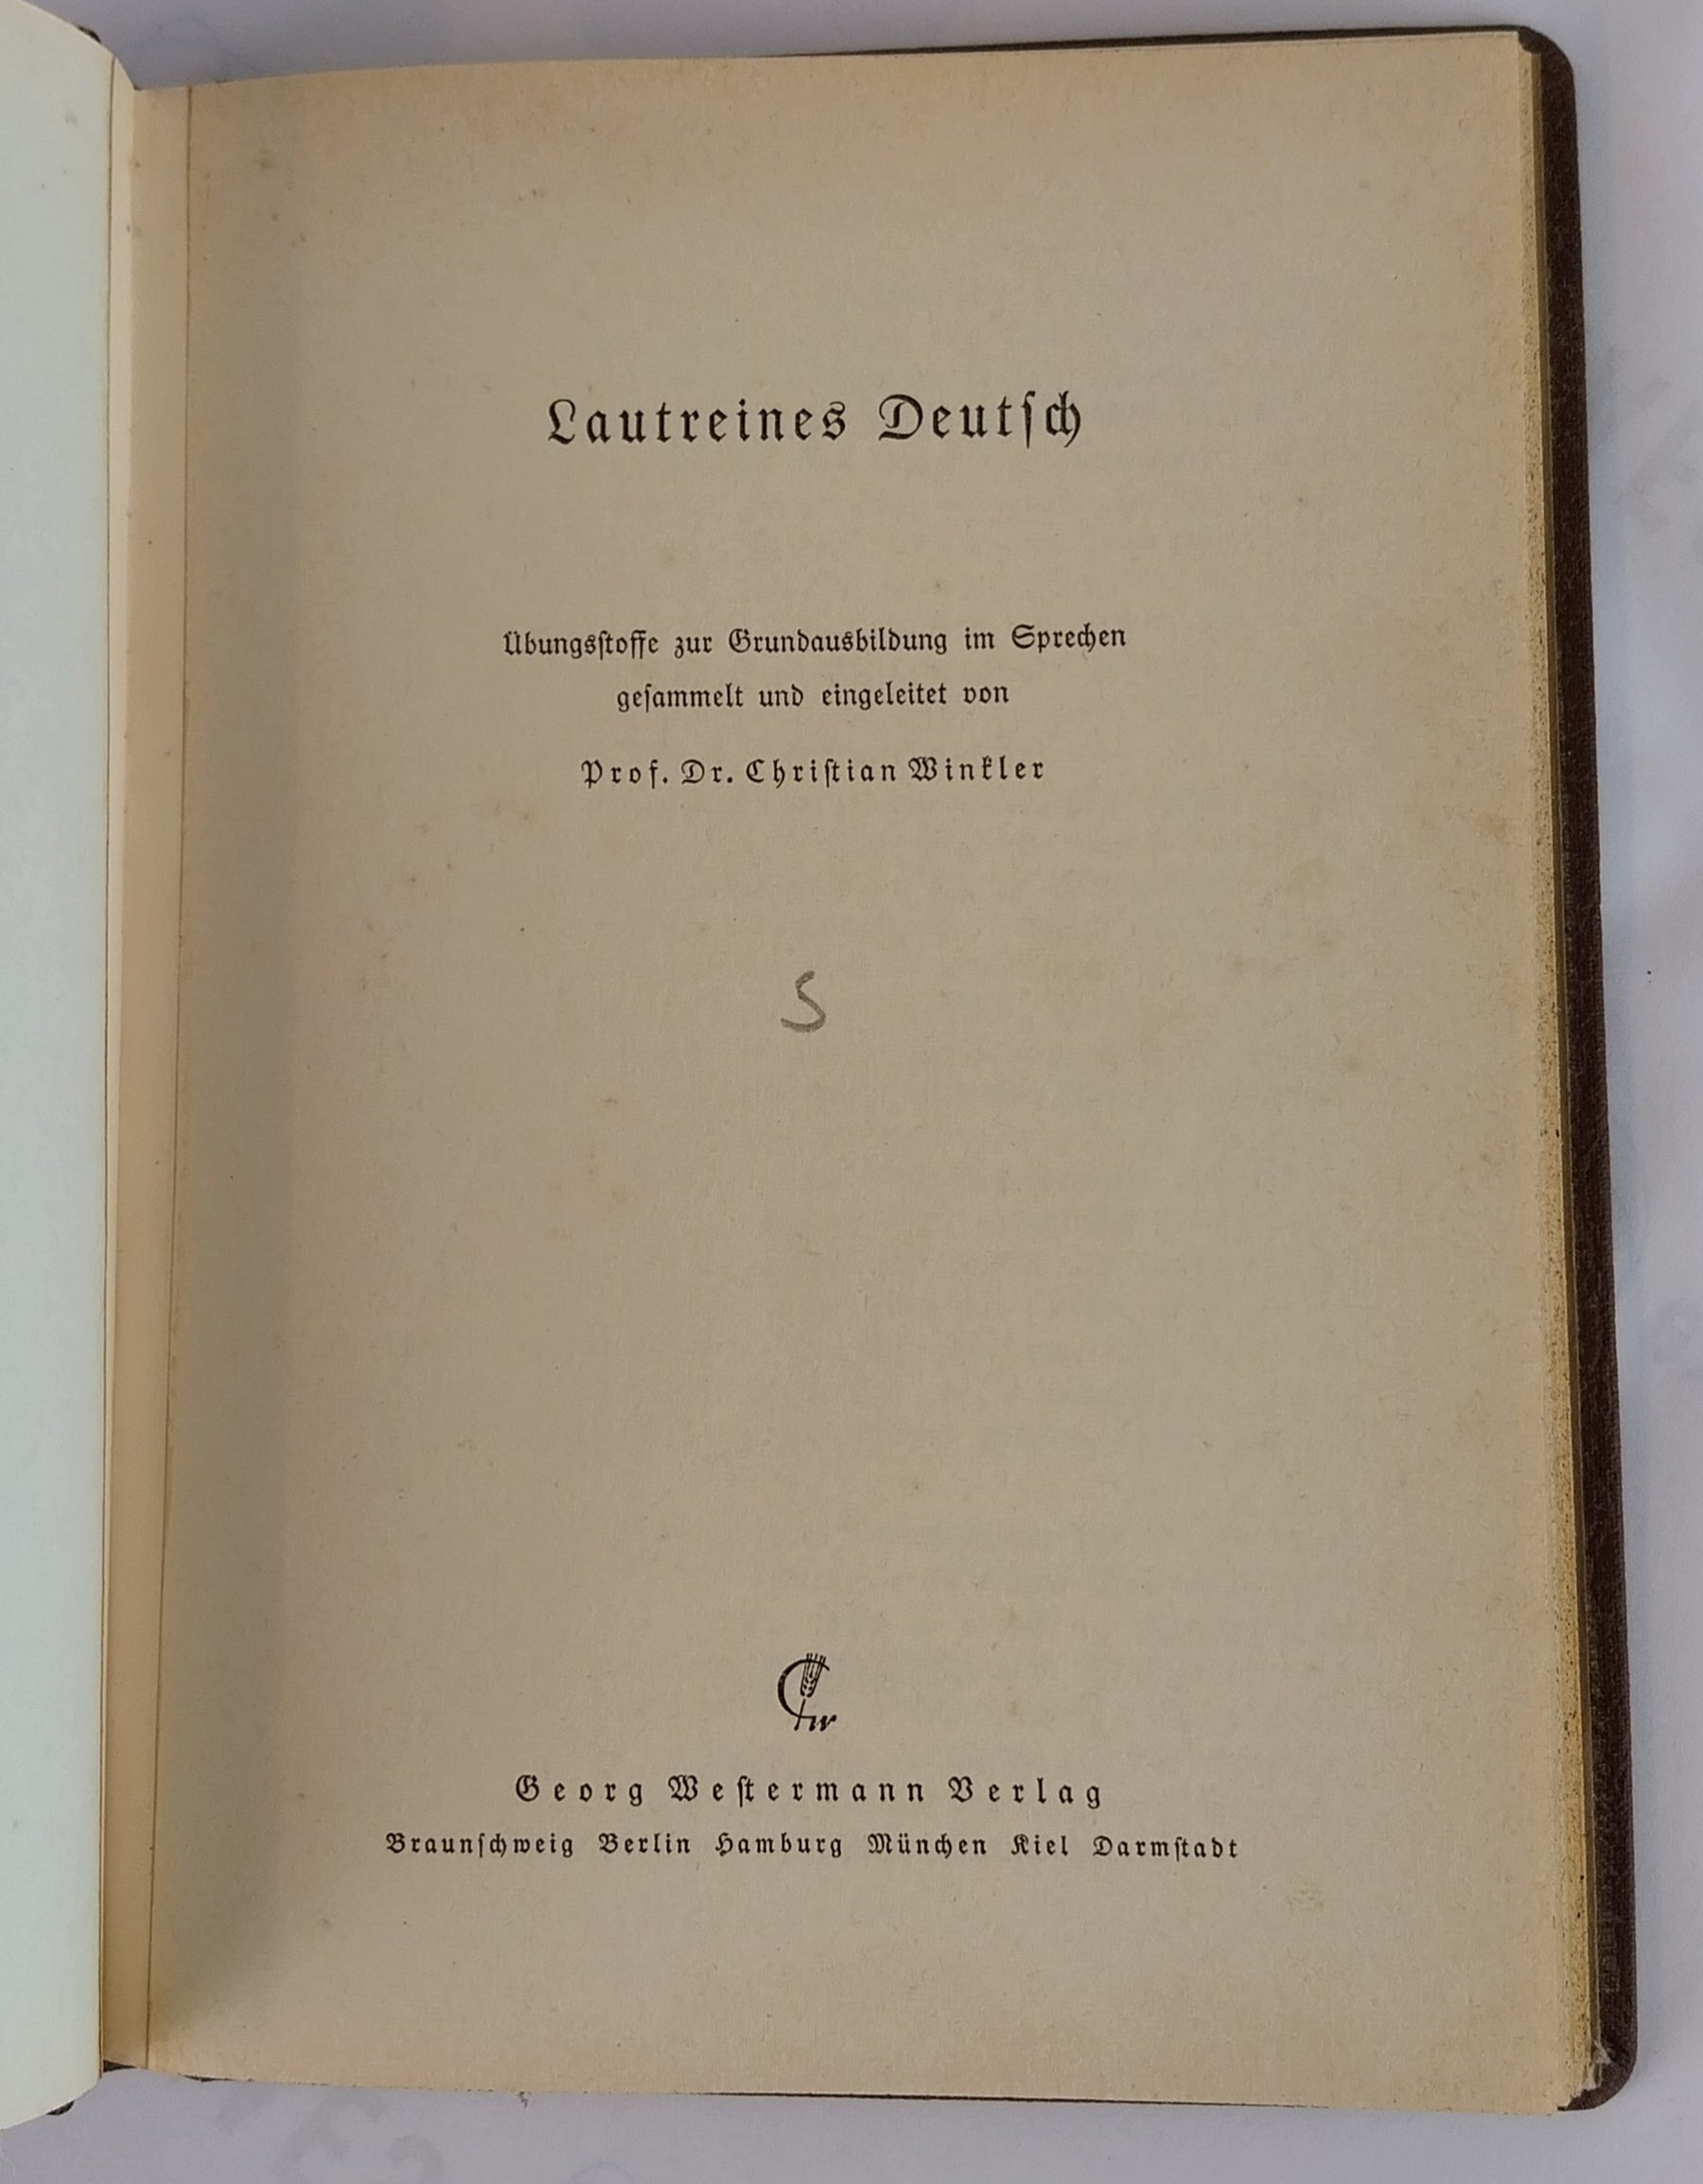 Lautreines Deutſch
Übungsſtoffe zur Grundausbildung im Sprechen
geſammelt und eingeleitet von
Prof. Dr. Chriſtian Winkler
S
Georg Weſtermann Verlag
Braunſchweig Berlin Hamburg München Kiel Darmſtadt